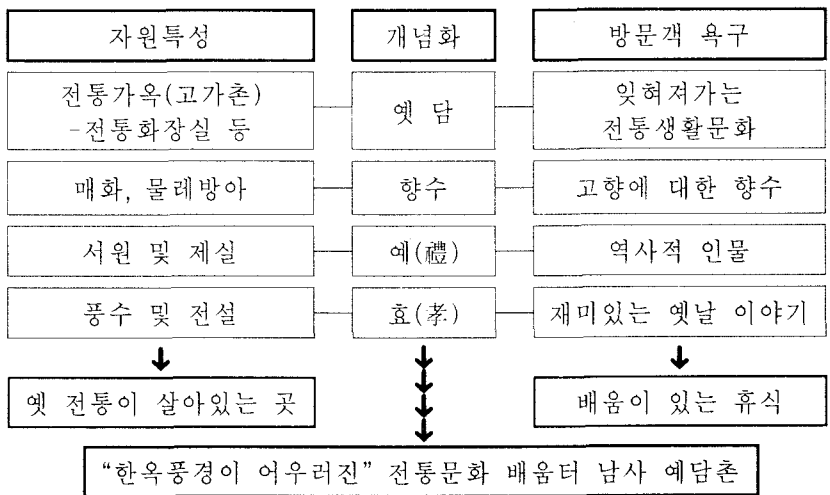 자원특성
개념화
방문객 욕구
전통가옥(고가촌)
-전통화장실 등
옛 담
잊혀져가는
전통생활문화
매화, 물레방아
향수
고향에 대한 향수
서원 및 제실
예(禮)
역사적 인물
풍수 및 전설
효(孝)
재미있는 옛날 이야기
옛 전통이 살아있는 곳
배움이 있는 휴식
“한옥풍경이 어우러진” 전통문화 배움터 남사 예담촌